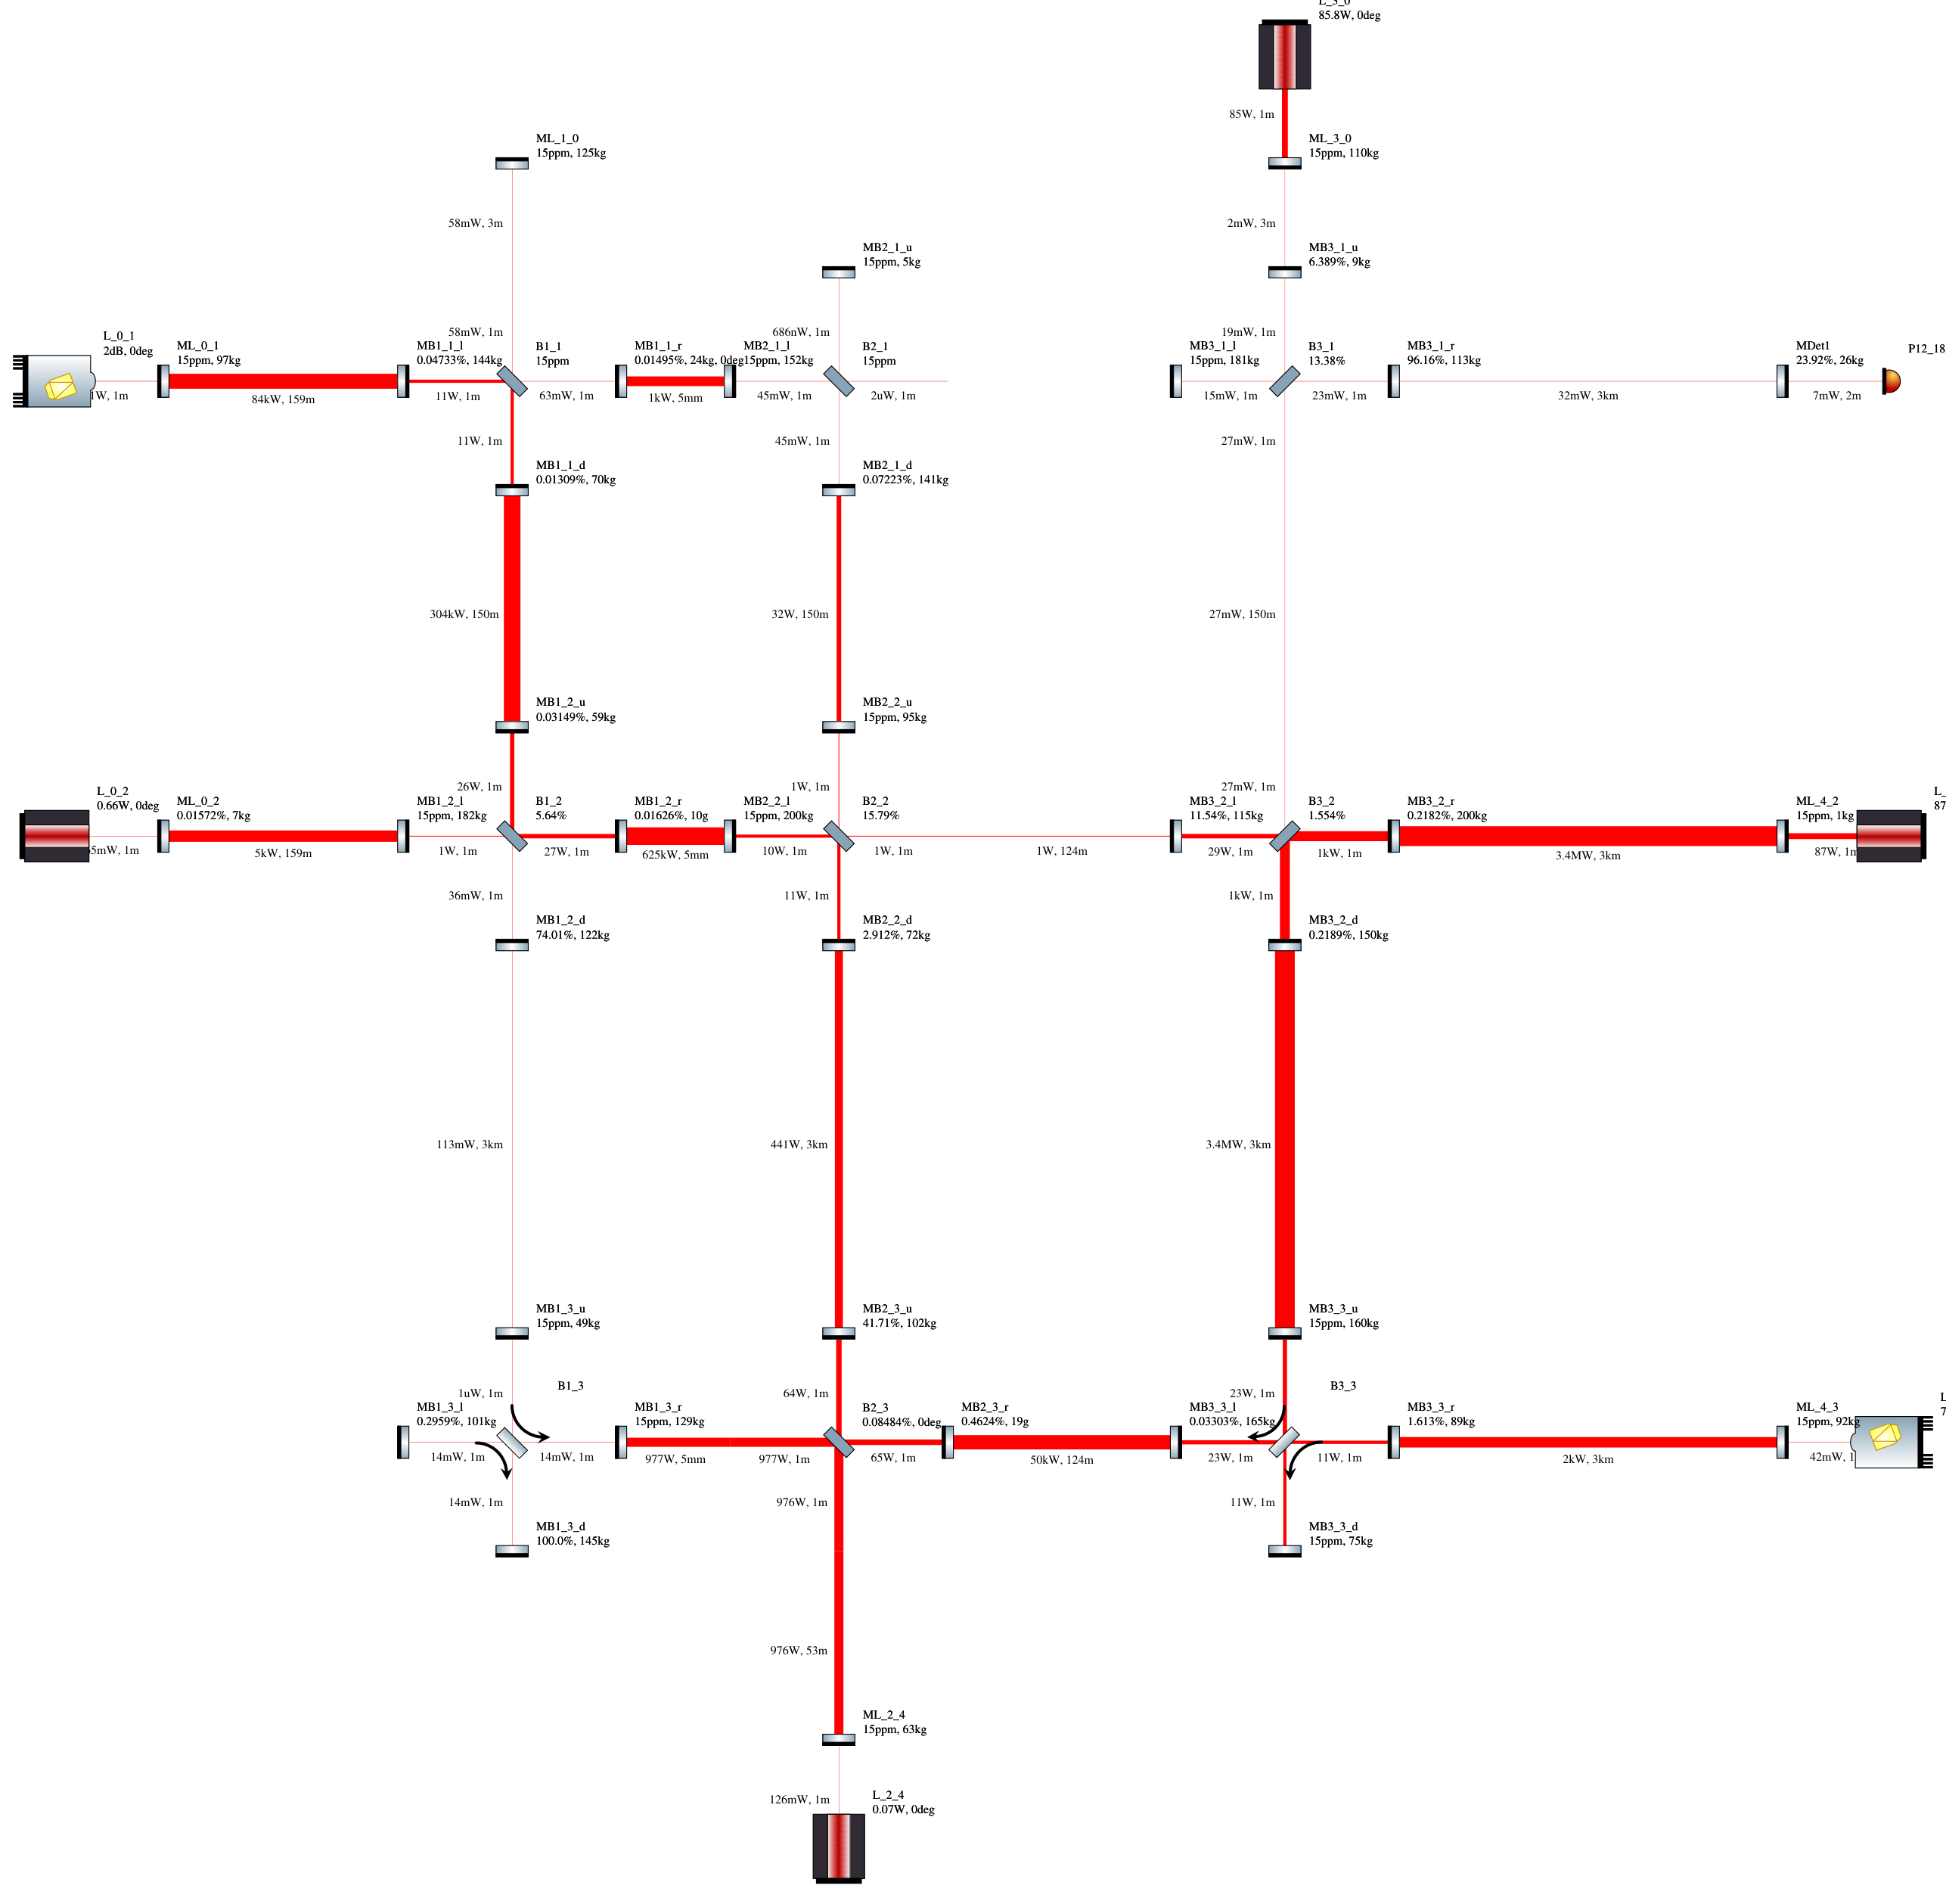 L_3_0
85.8W, 0deg
85W, 1m
ML_1_0
15ppm, 125kg
ML_3_0
15ppm, 110kg
58mW, 3m
2mW, 3m
MB2_1_u
15ppm, 5kg
MB3_1_u
6.389%, 9kg
58mW, 1m
686nW, 1m
19mW, 1m
L_0_1
2dB, 0deg
ML_0_1
15ppm, 97kg
MB1_1_l
0.04733%, 144kg
B1_1
15ppm
MB1_1_r
0.01495%, 24kg, 0deg
MB2_1_l
15ppm, 152kg
B2_1
15ppm
MB3_1_l
15ppm, 181kg
B3_1
13.38%
MB3_1_r
96.16%, 113kg
MDet1
23.92%, 26kg
P12_18
1W, 1m
84kW, 159m
11W, 1m
63mW, 1m
1kW, 5mm
45mW, 1m
2uW, 1m
15mW, 1m
23mW, 1m
32mW, 3km
7mW, 2m
11W, 1m
45mW, 1m
27mW, 1m
MB1_1_d
0.01309%, 70kg
MB2_1_d
0.07223%, 141kg
304kW, 150m
32W, 150m
27mW, 150m
MB1_2_u
0.03149%, 59kg
MB2_2_u
15ppm, 95kg
26W, 1m
1W, 1m
27mW, 1m
L_0_2
0.66W, 0deg
ML_0_2
0.01572%, 7kg
MB1_2_l
15ppm, 182kg
B1_2
5.64%
MB1_2_r
0.01626%, 10g
MB2_2_l
15ppm, 200kg
B2_2
15.79%
MB3_2_l
11.54%, 115kg
B3_2
1.554%
MB3_2_r
0.2182%, 200kg
ML_4_2
15ppm, 1kg
L_
87
5mW, 1m
5kW, 159m
1W, 1m
27W, 1m
625kW, 5mm
10W, 1m
1W, 1m
1W, 124m
29W, 1m
1kW, 1m
3.4MW, 3km
87W, 1m
36mW, 1m
11W, 1m
1kW, 1m
MB1_2_d
74.01%, 122kg
MB2_2_d
2.912%, 72kg
MB3_2_d
0.2189%, 150kg
113mW, 3km
441W, 3km
3.4MW, 3km
MB1_3_u
15ppm, 49kg
MB2_3_u
41.71%, 102kg
MB3_3_u
15ppm, 160kg
1uW, 1m
64W, 1m
23W, 1m
MB1_3_l
0.2959%, 101kg
B1_3
MB1_3_r
15ppm, 129kg
B2_3
0.08484%, 0deg
MB2_3_r
0.4624%, 19g
MB3_3_l
0.03303%, 165kg
B3_3
MB3_3_r
1.613%, 89kg
ML_4_3
15ppm, 92kg
L
7
14mW, 1m
14mW, 1m
977W, 5mm
977W, 1m
65W, 1m
50kW, 124m
23W, 1m
11W, 1m
2kW, 3km
42mW, 1
14mW, 1m
976W, 1m
11W, 1m
MB1_3_d
100.0%, 145kg
MB3_3_d
15ppm, 75kg
976W, 53m
ML_2_4
15ppm, 63kg
126mW, 1m
L_2_4
0.07W, 0deg